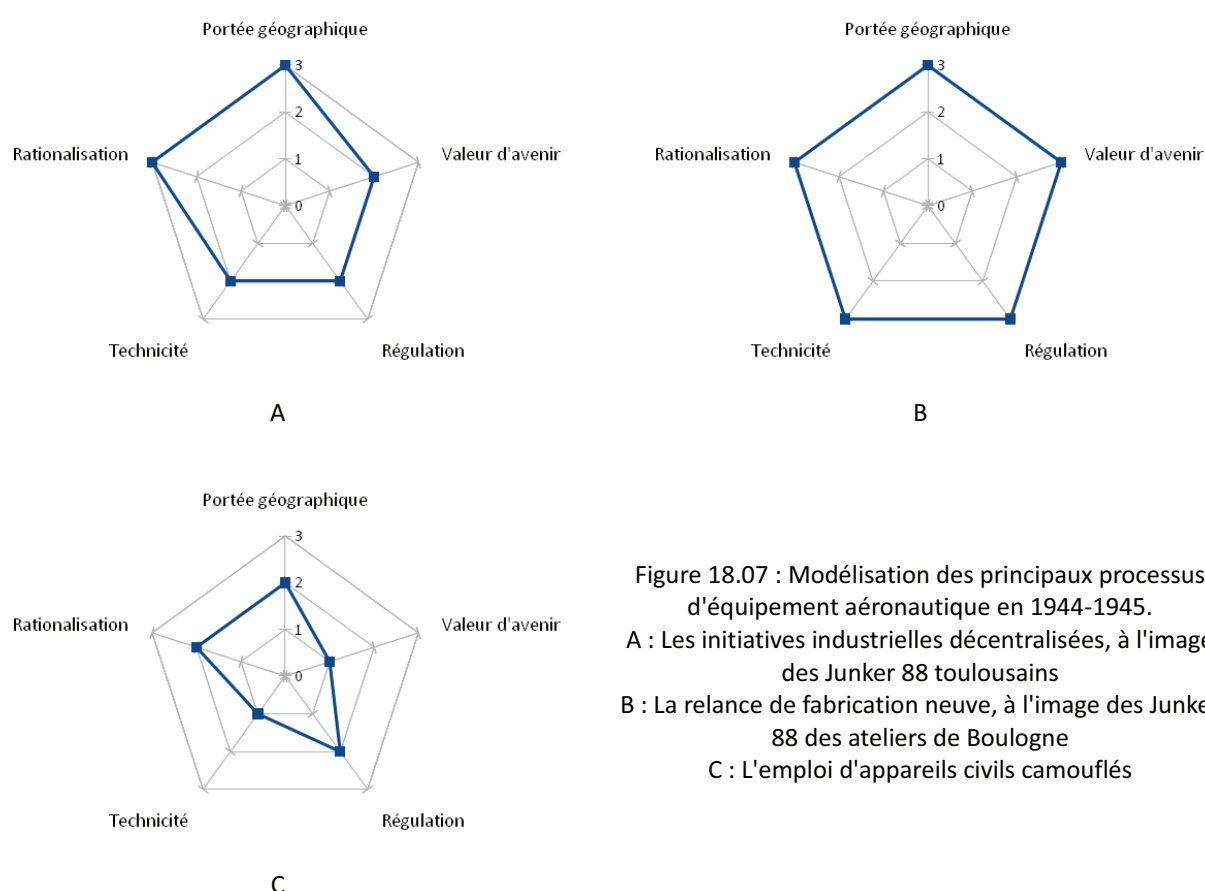 Portée géographique
3
2
1
0
Rationalisation
Valeur d'avenir
Technicité
Régulation
A
Portée géographique
3
2
1
0
Rationalisation
Valeur d'avenir
Technicité
Régulation
B
Portée géographique
3
2
1
0
Rationalisation
Valeur d'avenir
Technicité
Régulation
C
Figure 18.07 : Modélisation des principaux processus
d'équipement aéronautique en 1944-1945.
A : Les initiatives industrielles décentralisées, à l'image
des Junker 88 toulousains
B : La relance de fabrication neuve, à l'image des Junke
88 des ateliers de Boulogne
C : L'emploi d'appareils civils camouflés